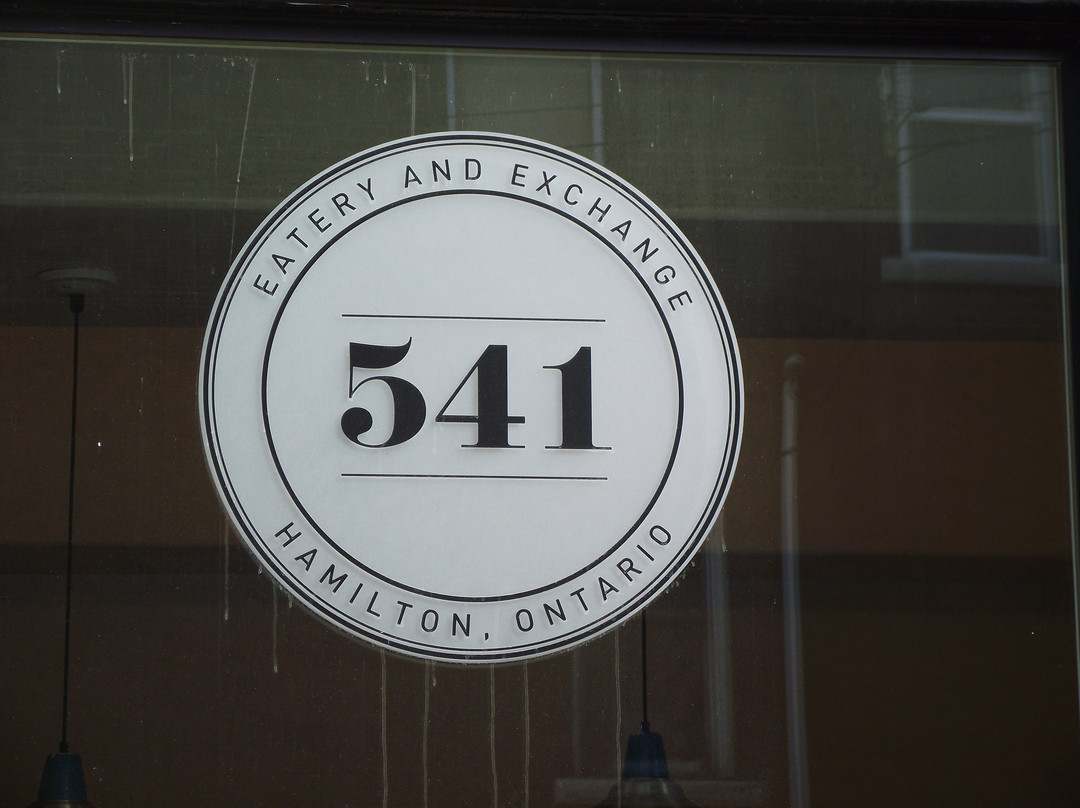 EATERY AND EXCHANGE
541
HAMILTON, ONTARIO